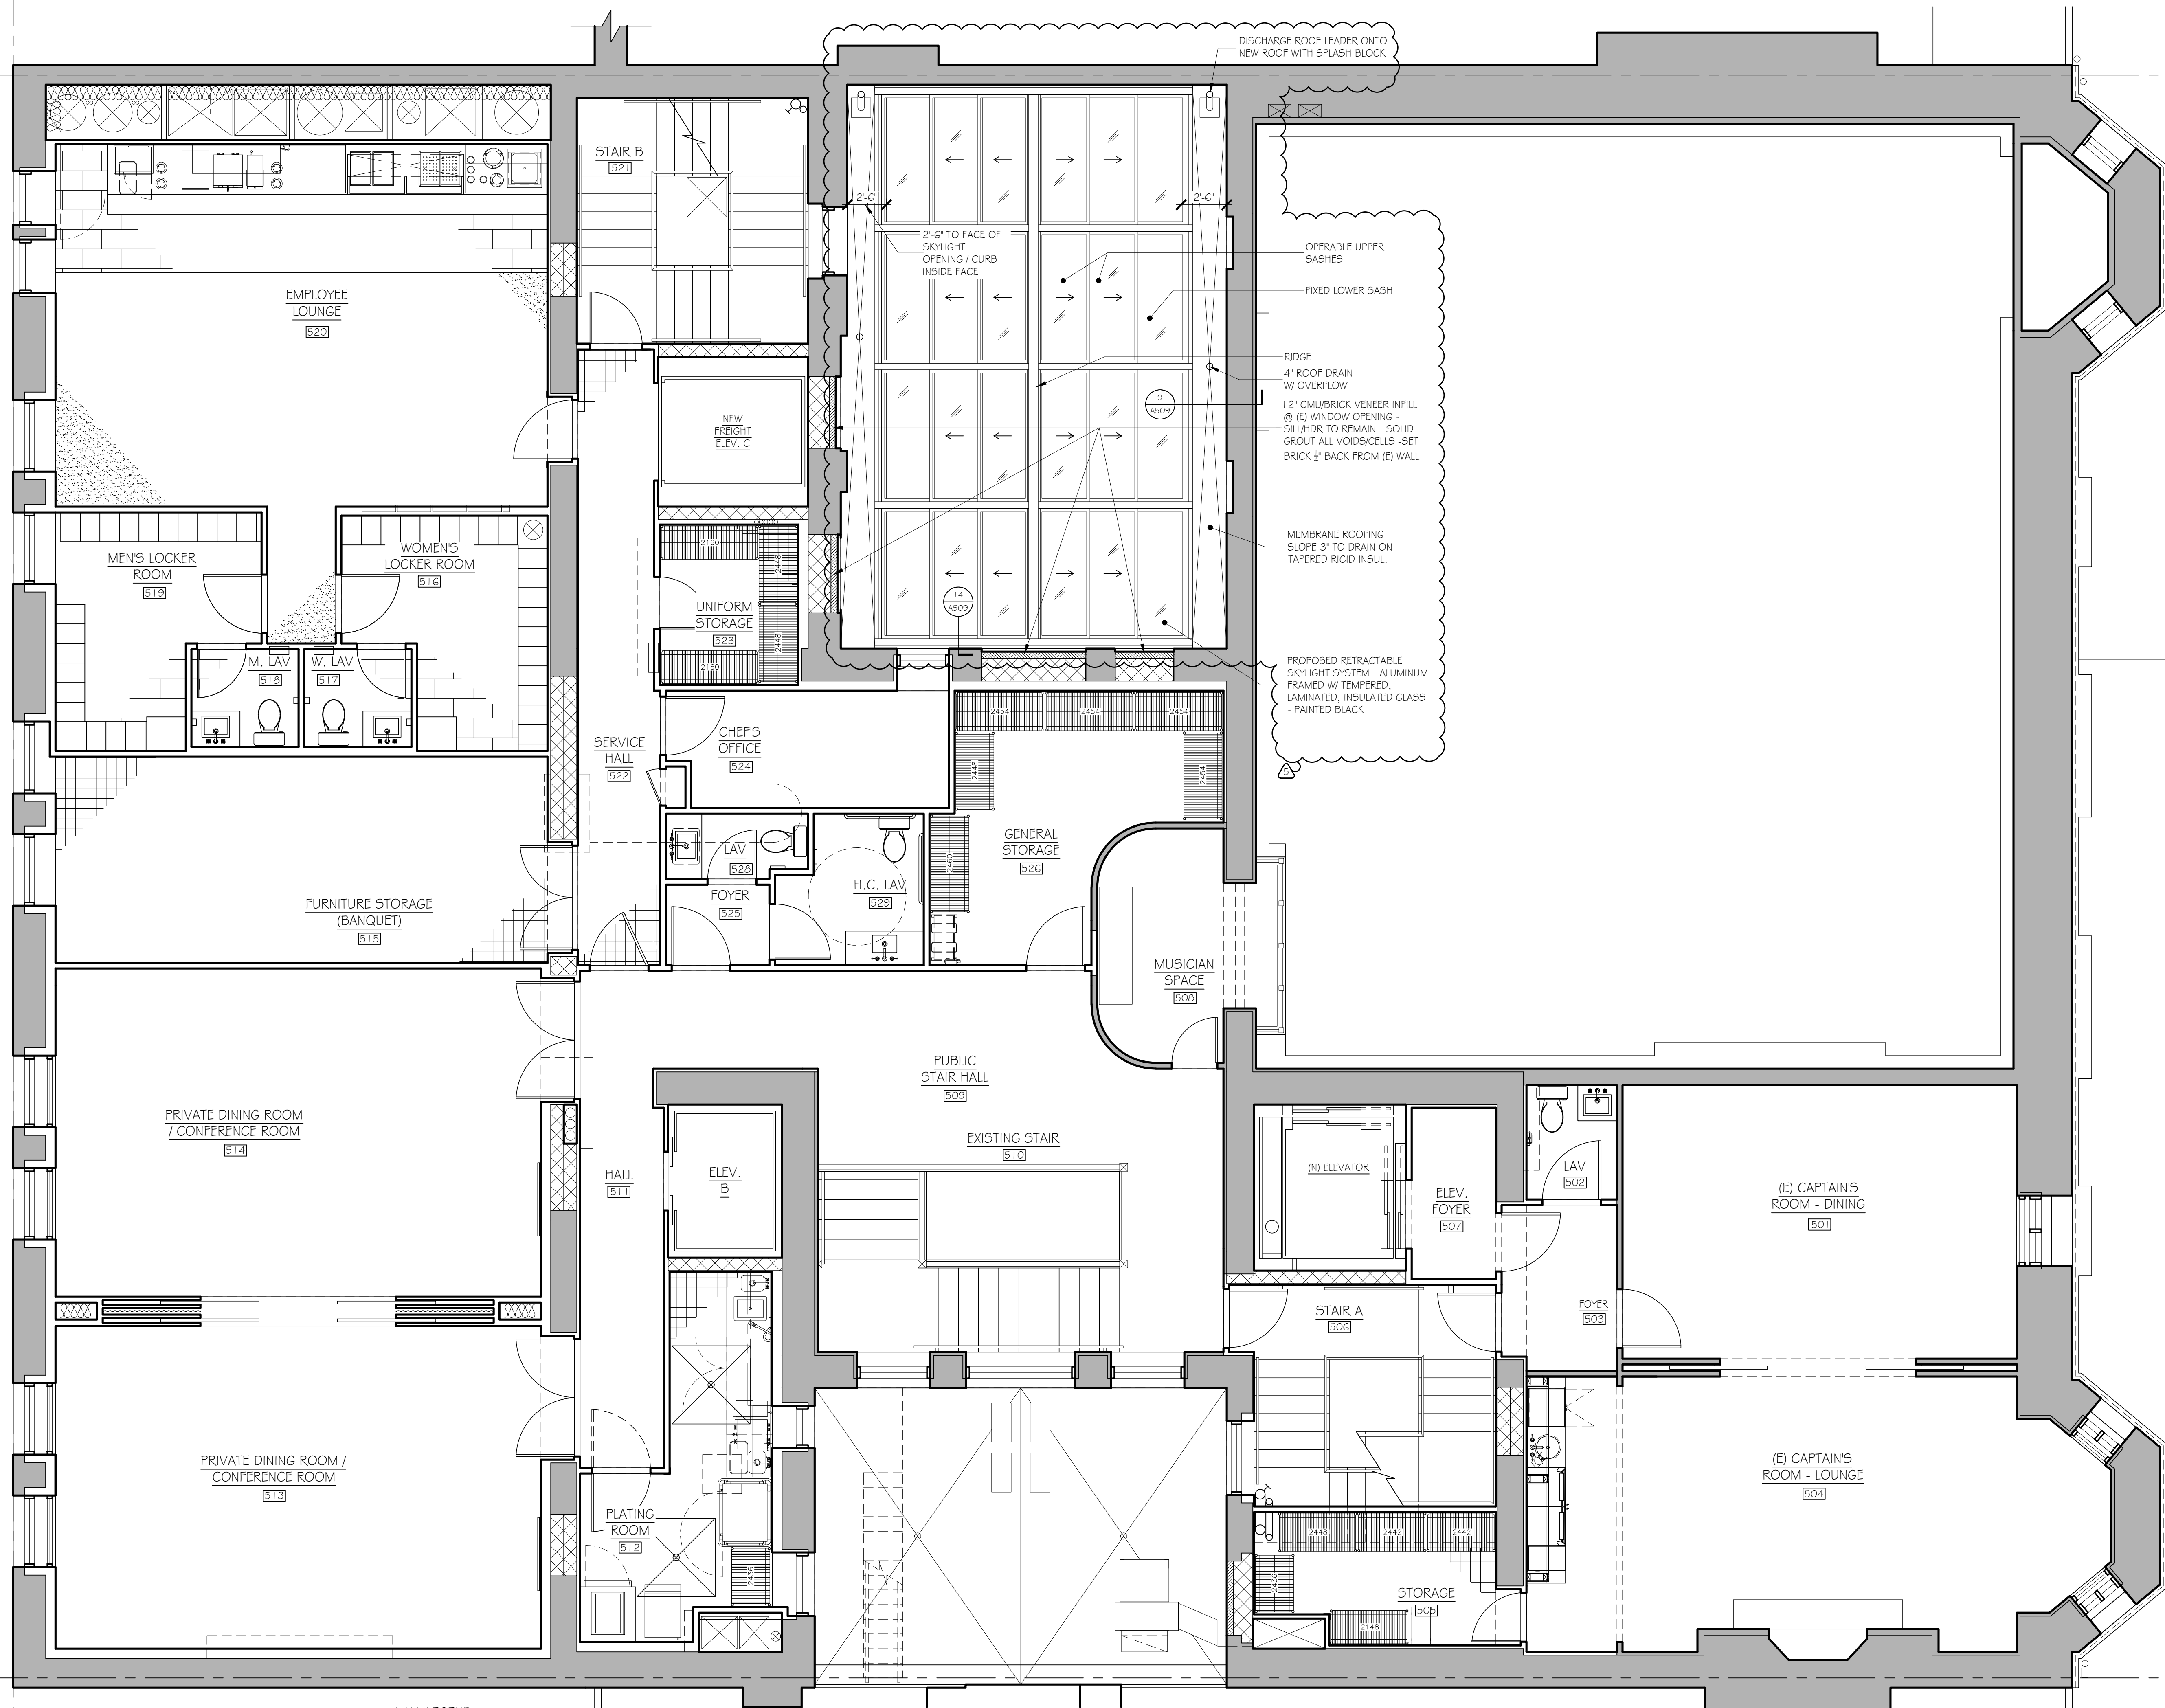 DISCHARGE ROOF LEADER ONTO
NEW ROOF WITH SPLASH BLOCK
STAIR B
521
2'-6"
2'-6"
2'-6" TO FACE OF
SKYLIGHT
OPENING / CURB
INSIDE FACE
OPERABLE UPPER
SASHES
FIXED LOWER SASH
EMPLOYEE
LOUNGE
520
RIDGE
4" ROOF DRAIN
W/ OVERFLOW
9
A509
12" CMU/BRICK VENEER INFILL
@ (E) WINDOW OPENING -
SILL/HDR TO REMAIN - SOLID
GROUT ALL VOIDS/CELLS -SET
BRICK ¼" BACK FROM (E) WALL
NEW
FREIGHT
ELEV. C
MEMBRANE ROOFING
SLOPE 3" TO DRAIN ON
TAPERED RIGID INSUL.
MEN'S LOCKER
ROOM
519
WOMEN'S
LOCKER ROOM
516
2160
2448
UNIFORM
STORAGE
523
2448
2160
14
A509
M. LAV
518
W. LAV
517
PROPOSED RETRACTABLE
SKYLIGHT SYSTEM - ALUMINUM
FRAMED W/ TEMPERED,
LAMINATED, INSULATED GLASS
- PAINTED BLACK
5
SERVICE
HALL
522
CHEF'S
OFFICE
524
2454
2454
2454
2448
2454
GENERAL
STORAGE
526
2460
LAV
528
FOYER
525
H.C. LAV
529
FURNITURE STORAGE
(BANQUET)
515
MUSICIAN
SPACE
508
PUBLIC
STAIR HALL
509
PRIVATE DINING ROOM
/ CONFERENCE ROOM
514
EXISTING STAIR
510
HALL
511
ELEV.
B
(N) ELEVATOR
ELEV.
FOYER
507
LAV
502
(E) CAPTAIN'S
ROOM - DINING
501
STAIR A
506
FOYER
503
PRIVATE DINING ROOM /
CONFERENCE ROOM
513
(E) CAPTAIN'S
ROOM - LOUNGE
504
PLATING
ROOM
512
2436
2448
2442
2442
2436
STORAGE
505
2148